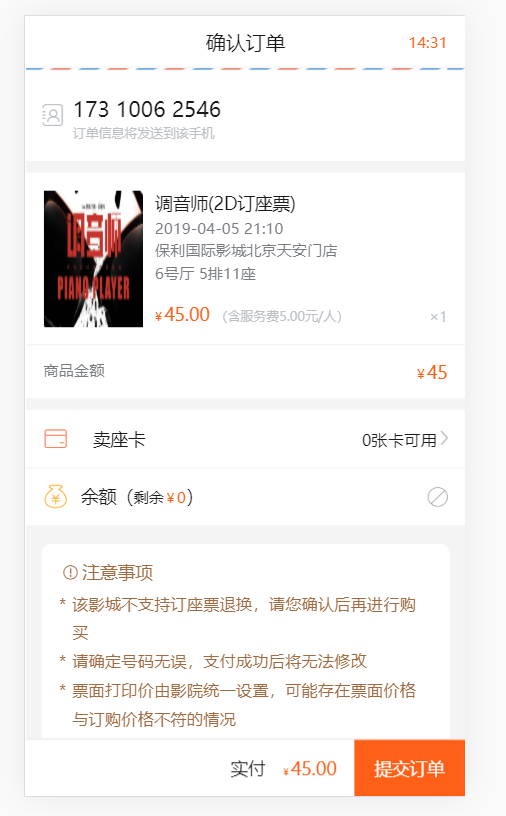 确认订单 14:31
173 1006 2546
订单信息将发送到该手机
调音师
PIANO PLAYER
调音师(2D订座票)
2019-04-05 21:10
保利国际影城北京天安门店
6号厅 5排11座
¥45.00 (含服务费5.00元/人) ×1
商品金额 ¥45
卖座卡 0张卡可用
余额（剩余¥0）
注意事项
* 该影城不支持订座票退换，请您确认后再进行购
买
* 请确定号码无误，支付成功后将无法修改
* 票面打印价由影院统一设置，可能存在票面价格
与订购价格不符的情况
实付 ¥45.00 提交订单